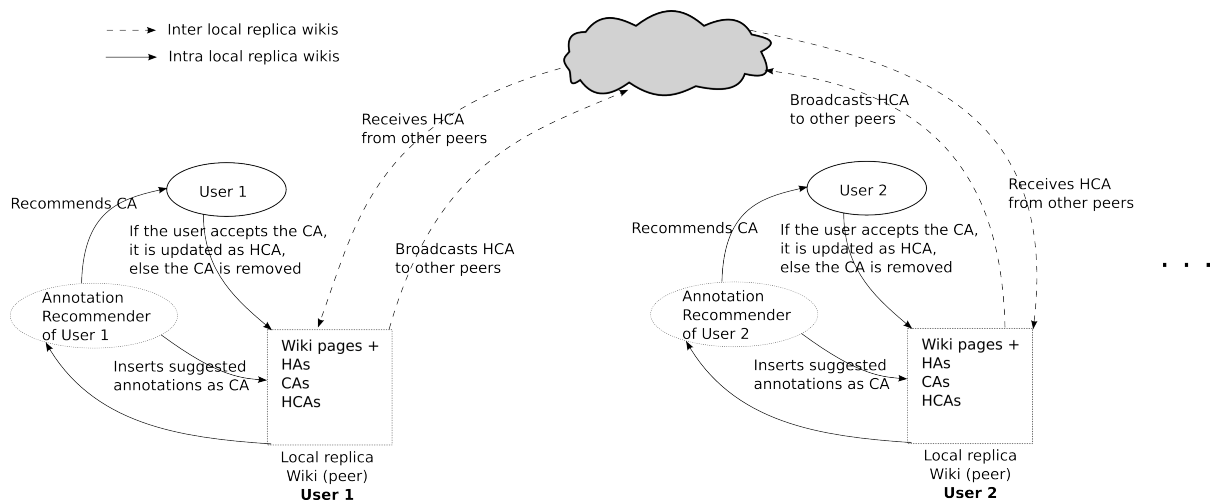 Inter local replica wikis
Intra local replica wikis
Receives HCA
from other peers
Broadcasts HCA
to other peers
Recommends CA
User 1
If the user accepts the CA,
it is updated as HCA,
else the CA is removed
Broadcasts HCA
to other peers
Annotation
Recommender
of User 1
Inserts suggested
annotations as CA
Wiki pages +
HAs
CAs
HCAs
Local replica
Wiki (peer)
User 1
User 2
Receives HCA
from other peers
Recommends CA
If the user accepts the CA,
it is updated as HCA,
else the CA is removed
Annotation
Recommender
of User 2
Inserts suggested
annotations as CA
Wiki pages +
HAs
CAs
HCAs
Local replica
Wiki (peer)
User 2
. . .